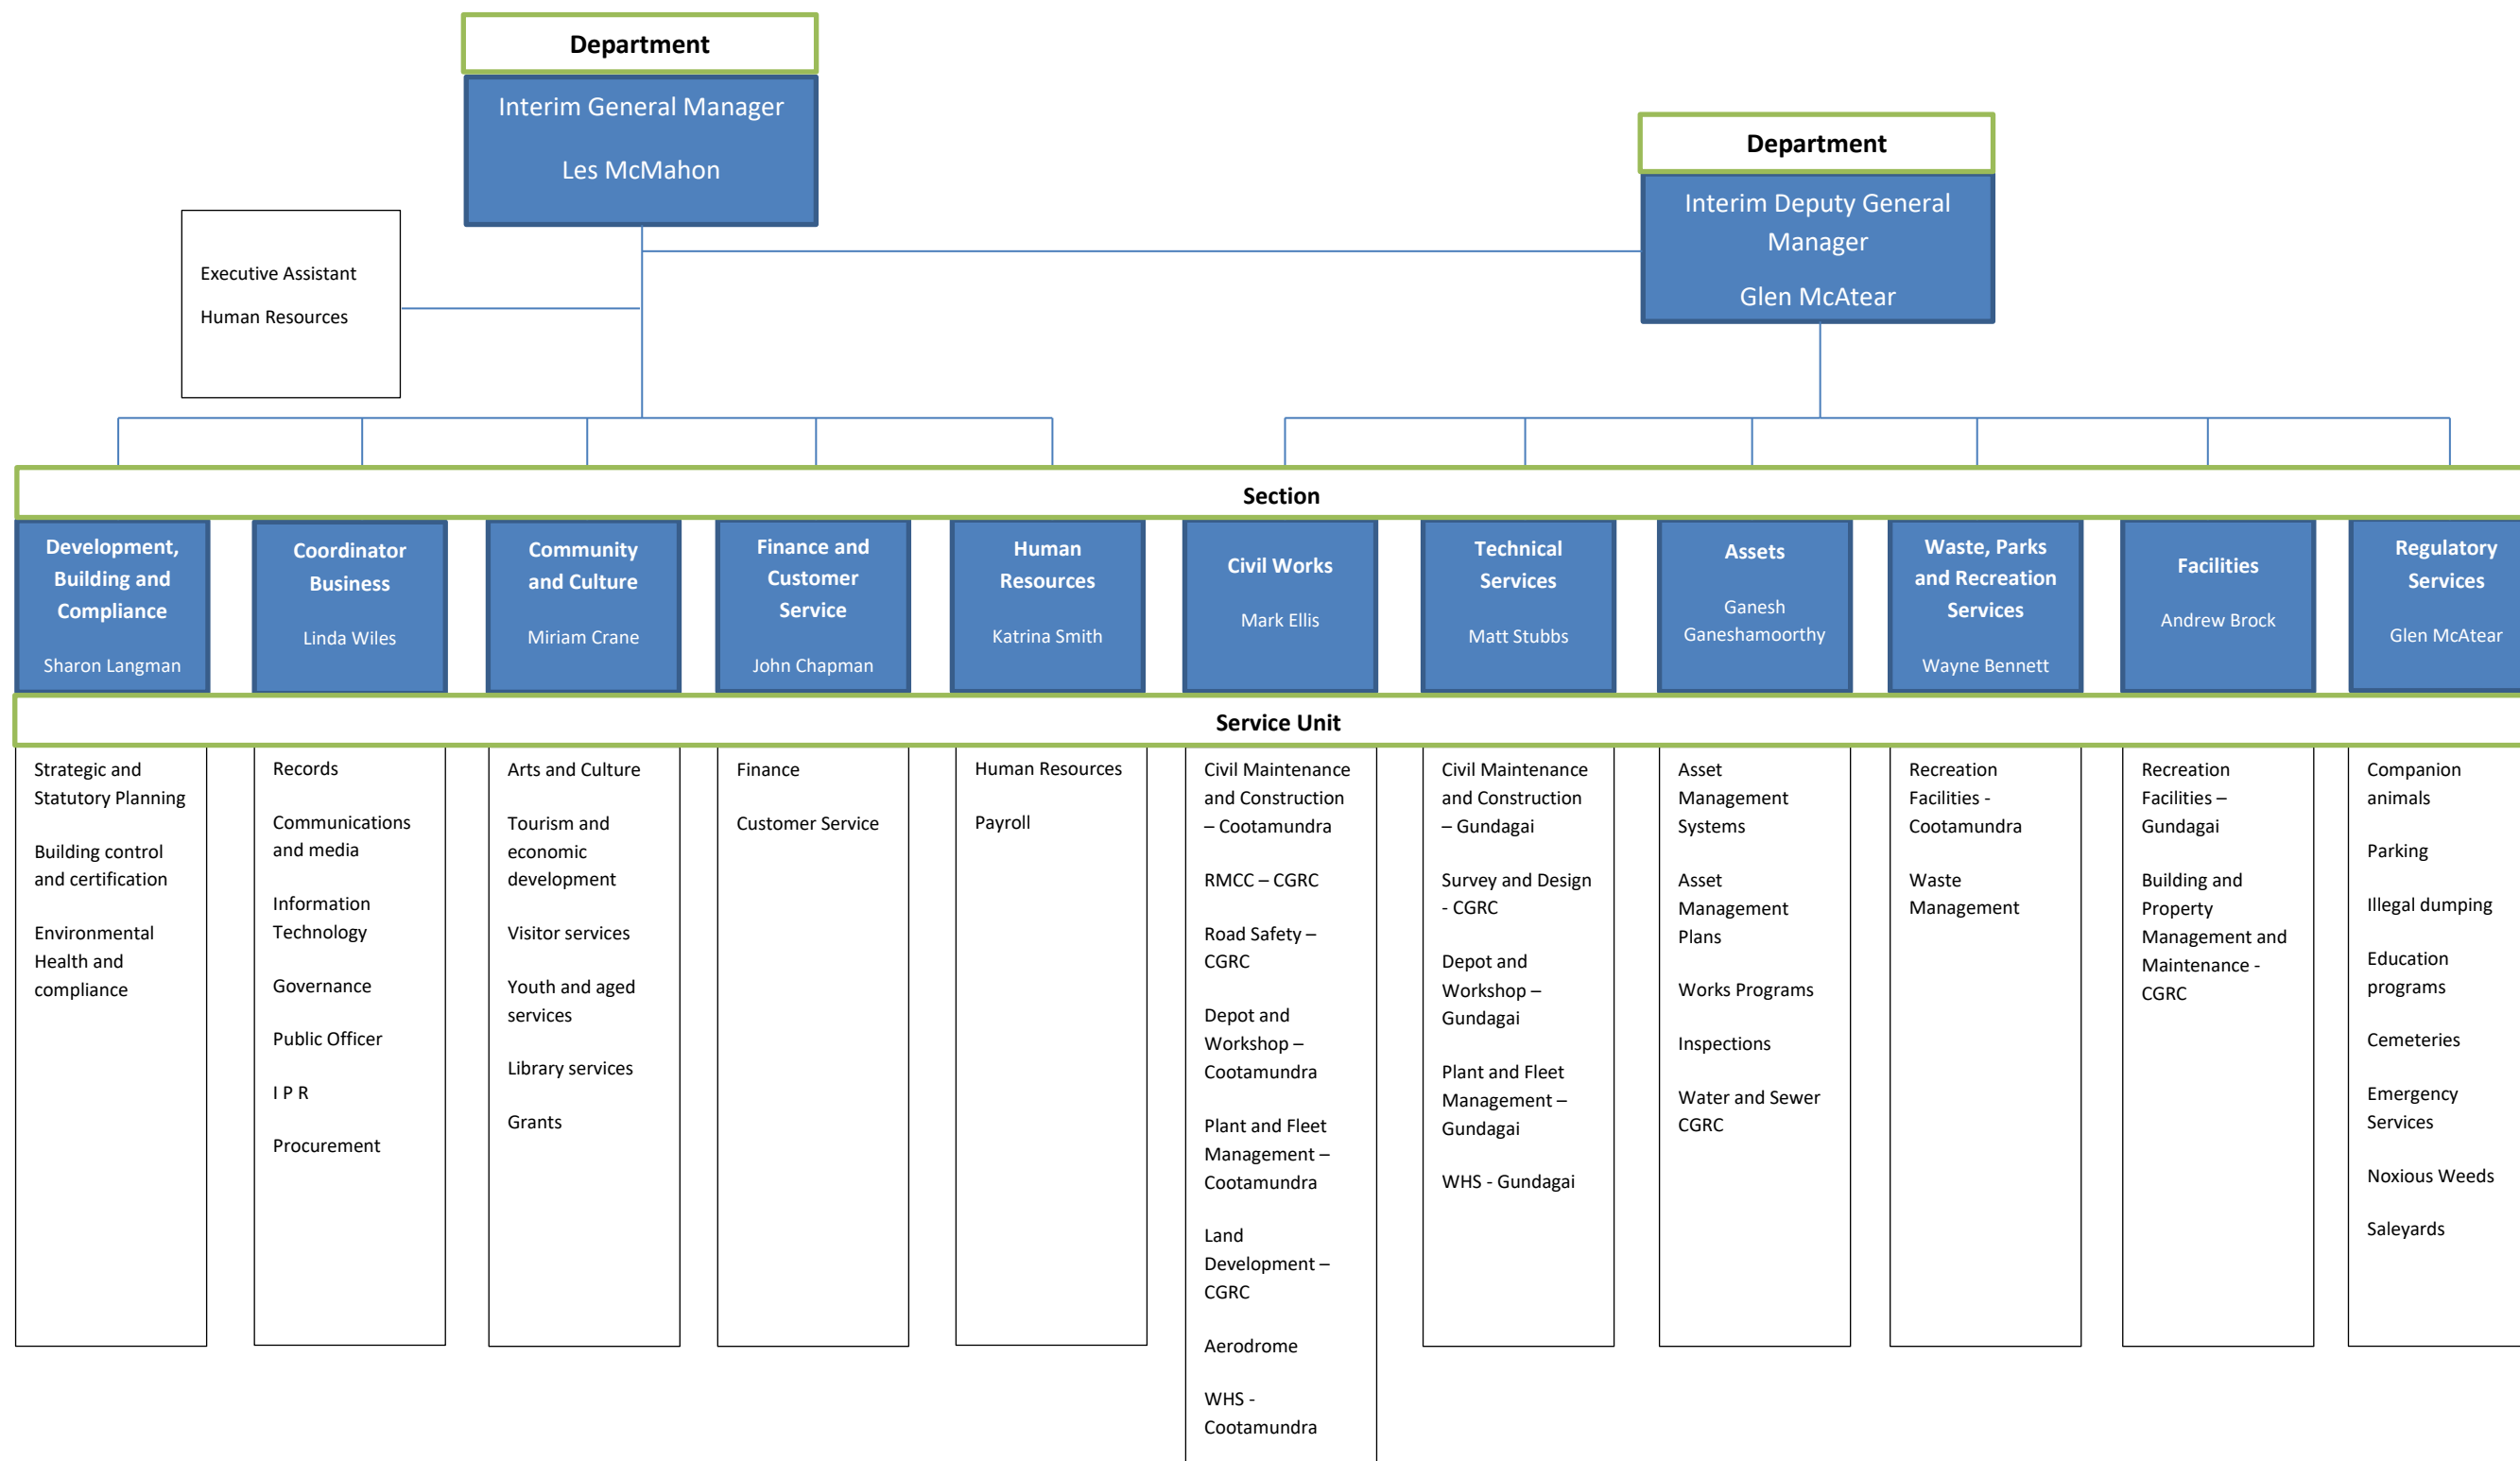 Department
Interim General Manager
Les McMahon
Department
Interim Deputy General
Manager
Glen McAtear
Executive Assistant
Human Resources
Section
Development,
Building and
Compliance
Sharon Langman
Coordinator
Business
Linda Wiles
Community
and Culture
Miriam Crane
Finance and
Customer
Service
John Chapman
Human
Resources
Katrina Smith
Civil Works
Mark Ellis
Technical
Services
Matt Stubbs
Assets
Ganesh
Ganeshamoorthy
Waste, Parks
and Recreation
Services
Wayne Bennett
Facilities
Andrew Brock
Regulatory
Services
Glen McAtear
Service Unit
Strategic and
Statutory Planning
Building control
and certification
Environmental
Health and
compliance
Records
Communications
and media
Information
Technology
Governance
Public Officer
I P R
Procurement
Arts and Culture
Tourism and
economic
development
Visitor services
Youth and aged
services
Library services
Grants
Finance
Customer Service
Human Resources
Payroll
Civil Maintenance
and Construction
– Cootamundra
RMCC – CGRC
Road Safety –
CGRC
Depot and
Workshop –
Cootamundra
Plant and Fleet
Management –
Cootamundra
Land
Development –
CGRC
Aerodrome
WHS -
Cootamundra
Civil Maintenance
and Construction
– Gundagai
Survey and Design
- CGRC
Depot and
Workshop –
Gundagai
Plant and Fleet
Management –
Gundagai
WHS - Gundagai
Asset
Management
Systems
Asset
Management
Plans
Works Programs
Inspections
Water and Sewer
CGRC
Recreation
Facilities -
Cootamundra
Waste
Management
Recreation
Facilities –
Gundagai
Building and
Property
Management and
Maintenance -
CGRC
Companion
animals
Parking
Illegal dumping
Education
programs
Cemeteries
Emergency
Services
Noxious Weeds
Saleyards